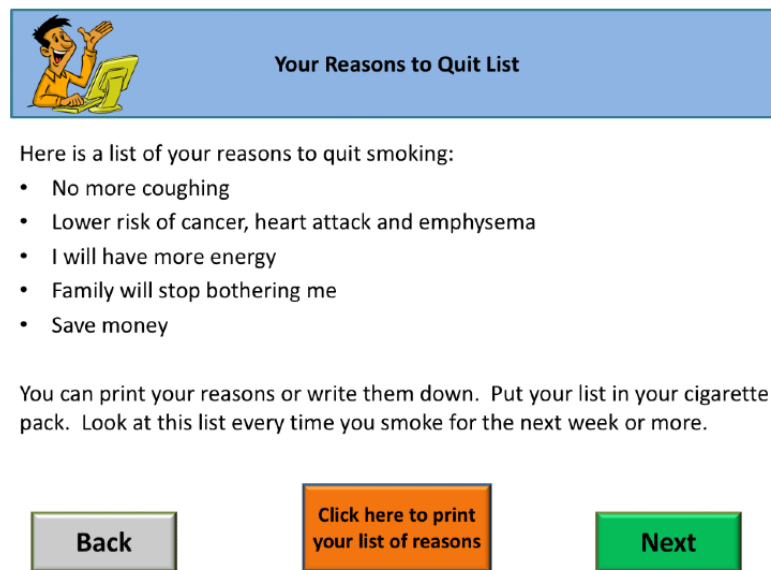 Your Reasons to Quit List
Here is a list of your reasons to quit smoking:
• No more coughing
• Lower risk of cancer, heart attack and emphysema
• I will have more energy
• Family will stop bothering me
• Save money
You can print your reasons or write them down.  Put your list in your cigarette
pack.  Look at this list every time you smoke for the next week or more.
Back
Click here to print
your list of reasons
Next